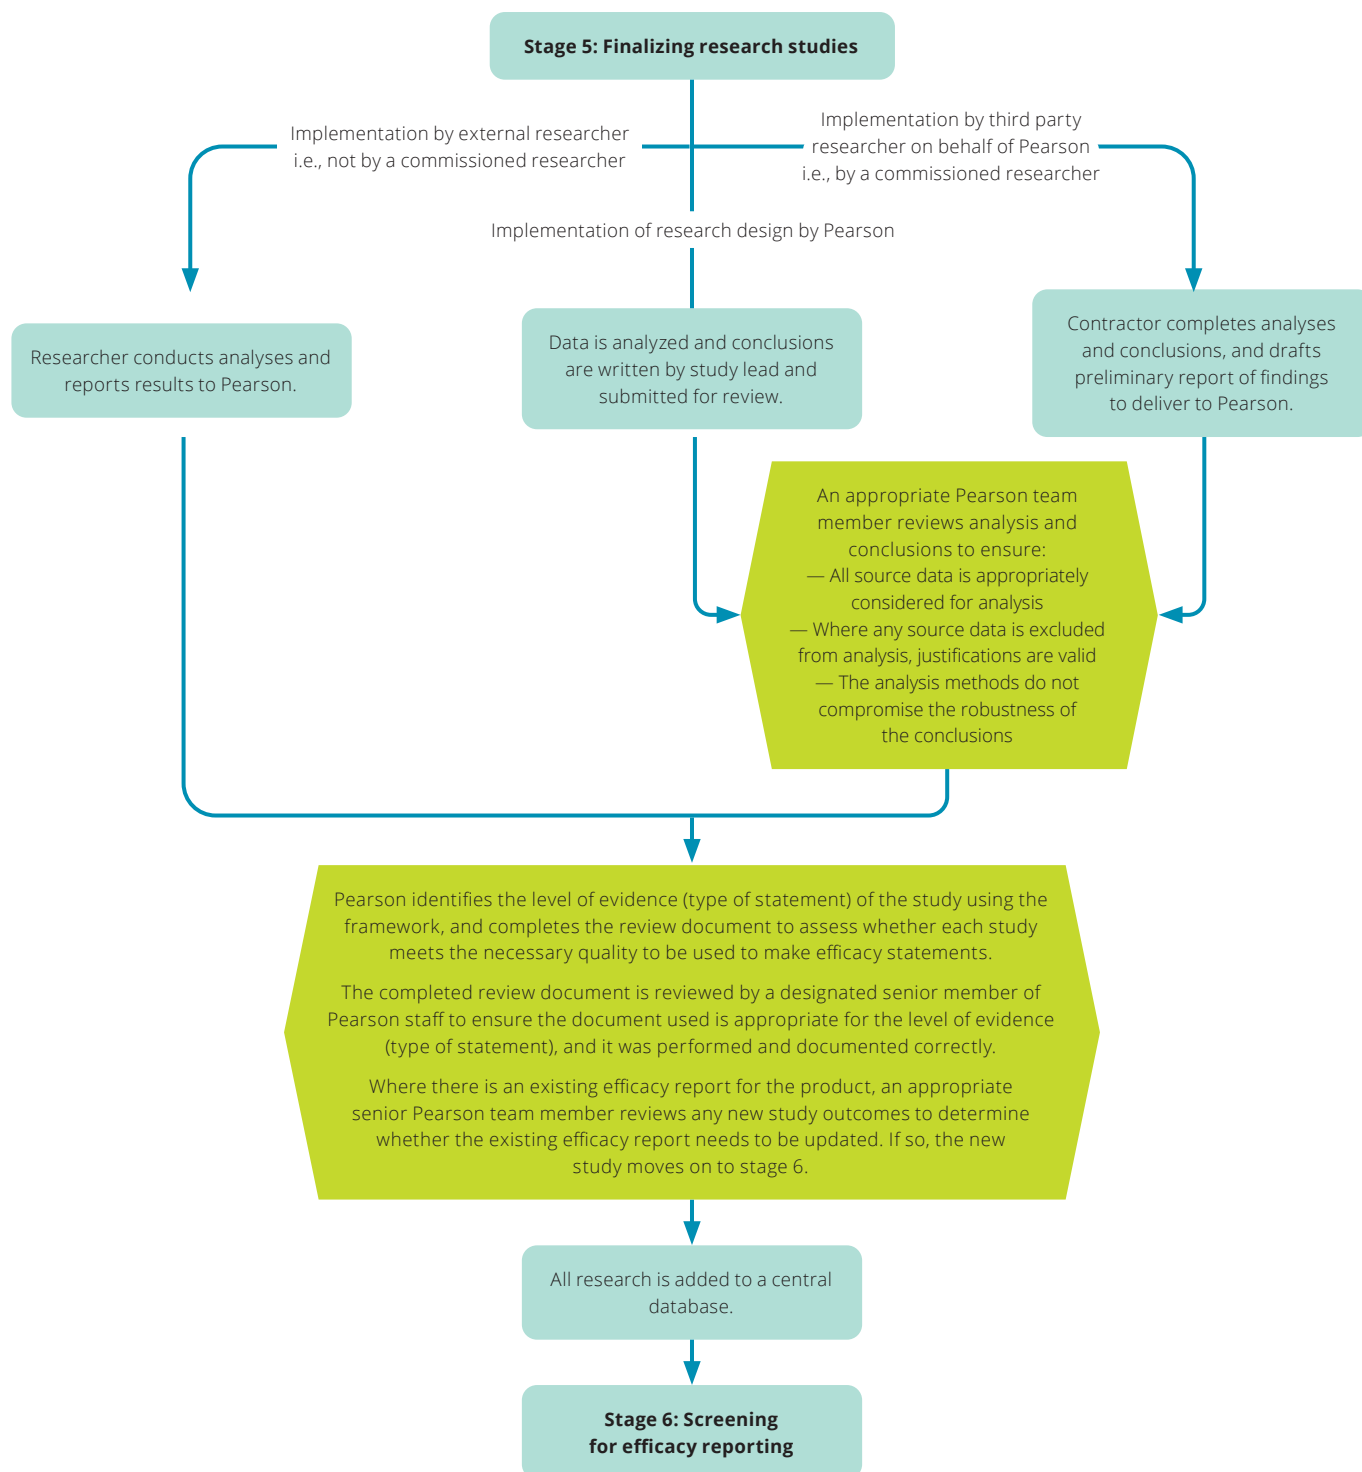 Stage 5: Finalizing research studies
Implementation by external researcher
i.e., not by a commissioned researcher
Implementation by third party
researcher on behalf of Pearson
i.e., by a commissioned researcher
Implementation of research design by Pearson
Researcher conducts analyses and
reports results to Pearson.
Data is analyzed and conclusions
are written by study lead and
submitted for review.
Contractor completes analyses
and conclusions, and drafts
preliminary report of findings
to deliver to Pearson.
An appropriate Pearson team
member reviews analysis and
conclusions to ensure:
— All source data is appropriately
considered for analysis
— Where any source data is excluded
from analysis, justifications are valid
— The analysis methods do not
compromise the robustness of
the conclusions
Pearson identifies the level of evidence (type of statement) of the study using the
framework, and completes the review document to assess whether each study
meets the necessary quality to be used to make efficacy statements.
The completed review document is reviewed by a designated senior member of
Pearson staff to ensure the document used is appropriate for the level of evidence
(type of statement), and it was performed and documented correctly.
Where there is an existing efficacy report for the product, an appropriate
senior Pearson team member reviews any new study outcomes to determine
whether the existing efficacy report needs to be updated. If so, the new
study moves on to stage 6.
All research is added to a central
database.
Stage 6: Screening
for efficacy reporting